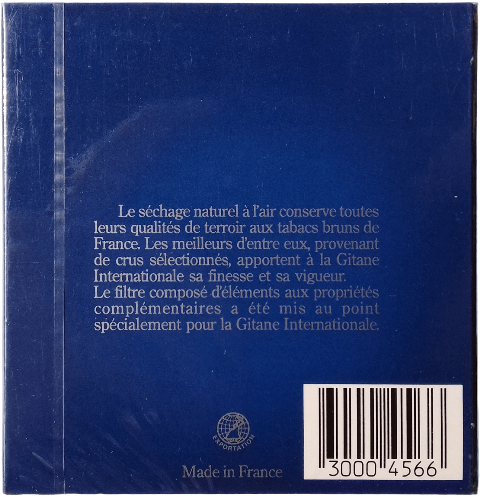 Le séchage naturel à l'air conserve toutes
leurs qualités de terroir aux tabacs bruns de
France. Les meilleurs d'entre eux, provenant
de crus sélectionnés, apportent à la Gitane
Internationale sa finesse et sa vigueur.
Le filtre composé d'éléments aux propriétés
complémentaires a été mis au point
spécialement pour la Gitane Internationale.
EXPORTATION
Made in France
3000 4566